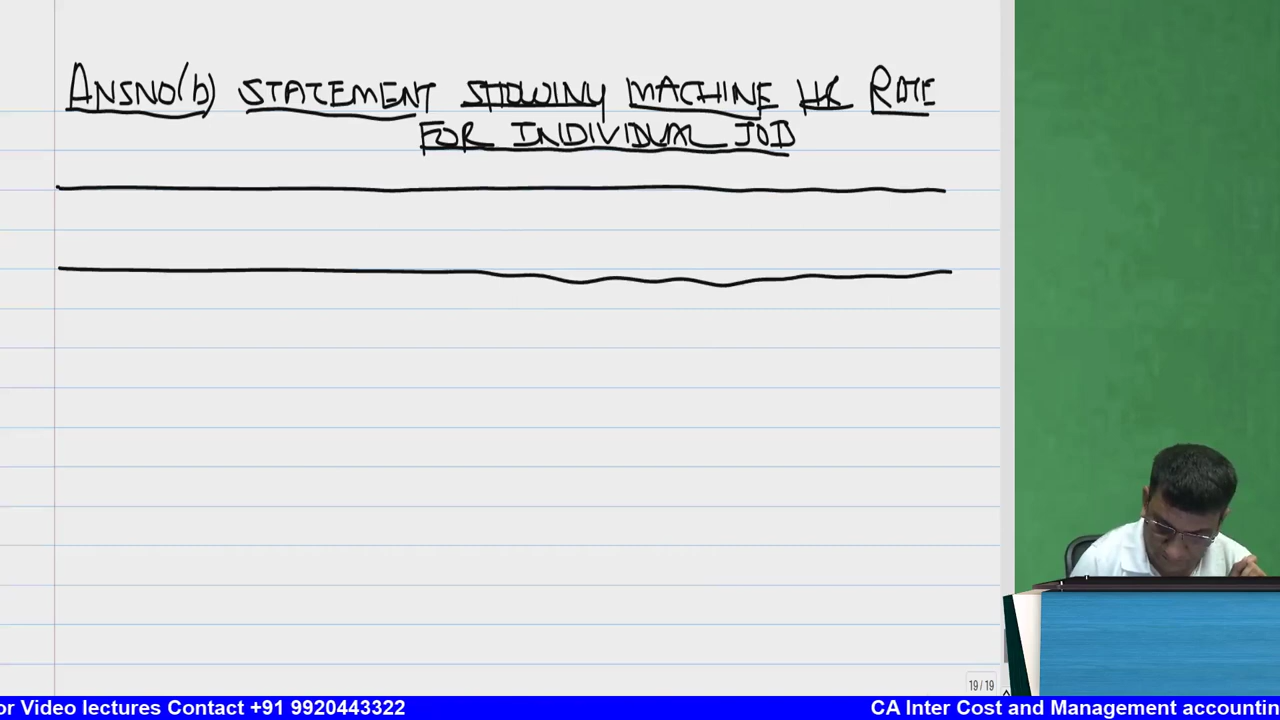 ANSNO(b) STATEMENT SHOWING MACHINE HR RATE
FOR INDIVIDUAL JOB
19/19
or Video lectures Contact +91 9920443322
CA Inter Cost and Management accountin